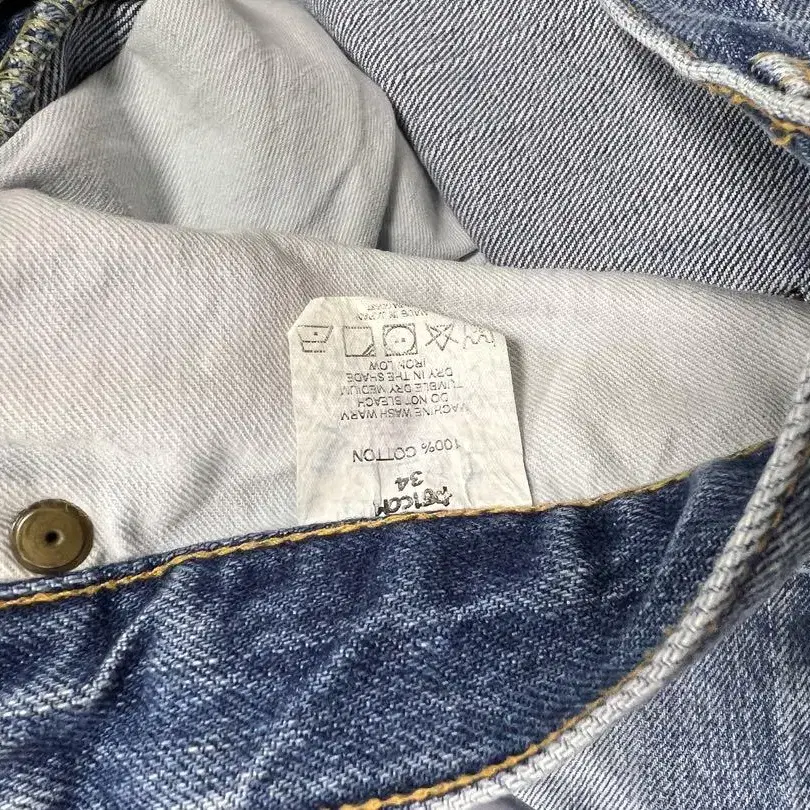 34
100% COTTON
MACHINE WASH WARM
DO NOT BLEACH
TUMBLE DRY MEDIUM
DRY IN THE SHADE
IRON LOW
MADE IN JAPAN